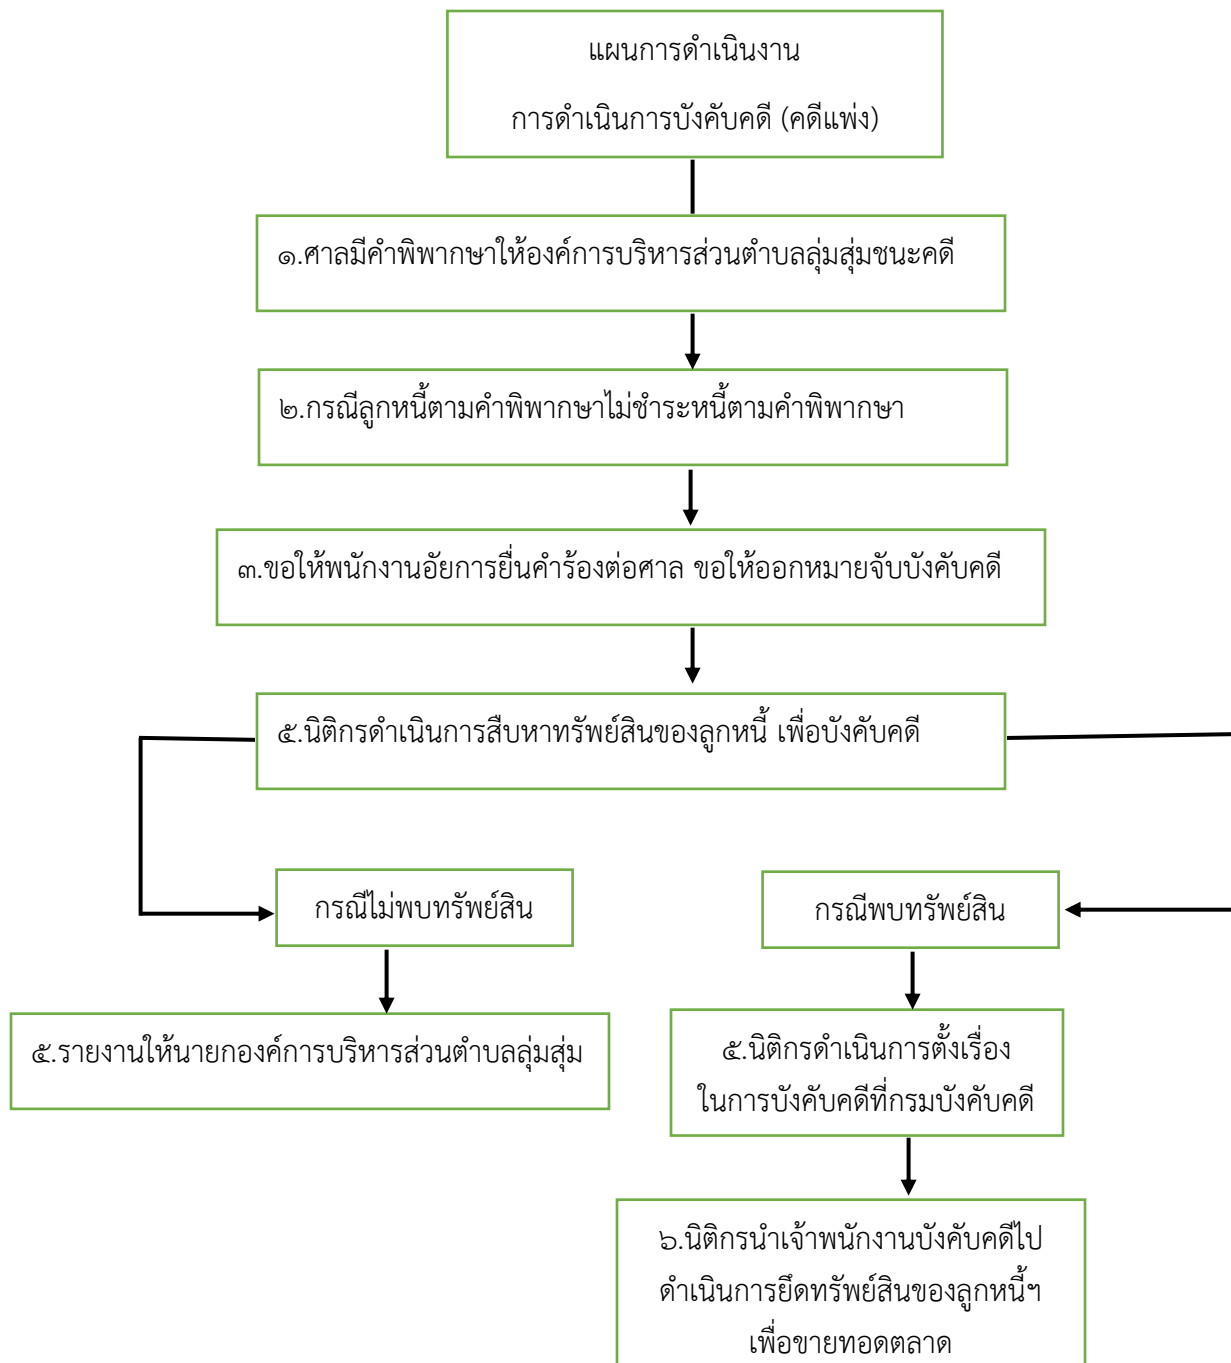 แผนการดำเนินงาน
การดำเนินการบังคับคดี (คดีแพ่ง)
๑.ศาลมีคำพิพากษาให้องค์การบริหารส่วนตำบลลุ่มสุ่มชนะคดี
๒.กรณีลูกหนี้ตามคำพิพากษาไม่ชำระหนี้ตามคำพิพากษา
๓.ขอให้พนักงานอัยการยื่นคำร้องต่อศาล ขอให้ออกหมายจับบังคับคดี
๕.นิติกรดำเนินการสืบหาทรัพย์สินของลูกหนี้ เพื่อบังคับคดี
กรณีไม่พบทรัพย์สิน
กรณีพบทรัพย์สิน
๕.รายงานให้นายกองค์การบริหารส่วนตำบลลุ่มสุ่ม
๕.นิติกรดำเนินการตั้งเรื่อง
ในการบังคับคดีที่กรมบังคับคดี
๖.นิติกรนำเจ้าพนักงานบังคับคดีไป
ดำเนินการยึดทรัพย์สินของลูกหนี้ฯ
เพื่อขายทอดตลาด